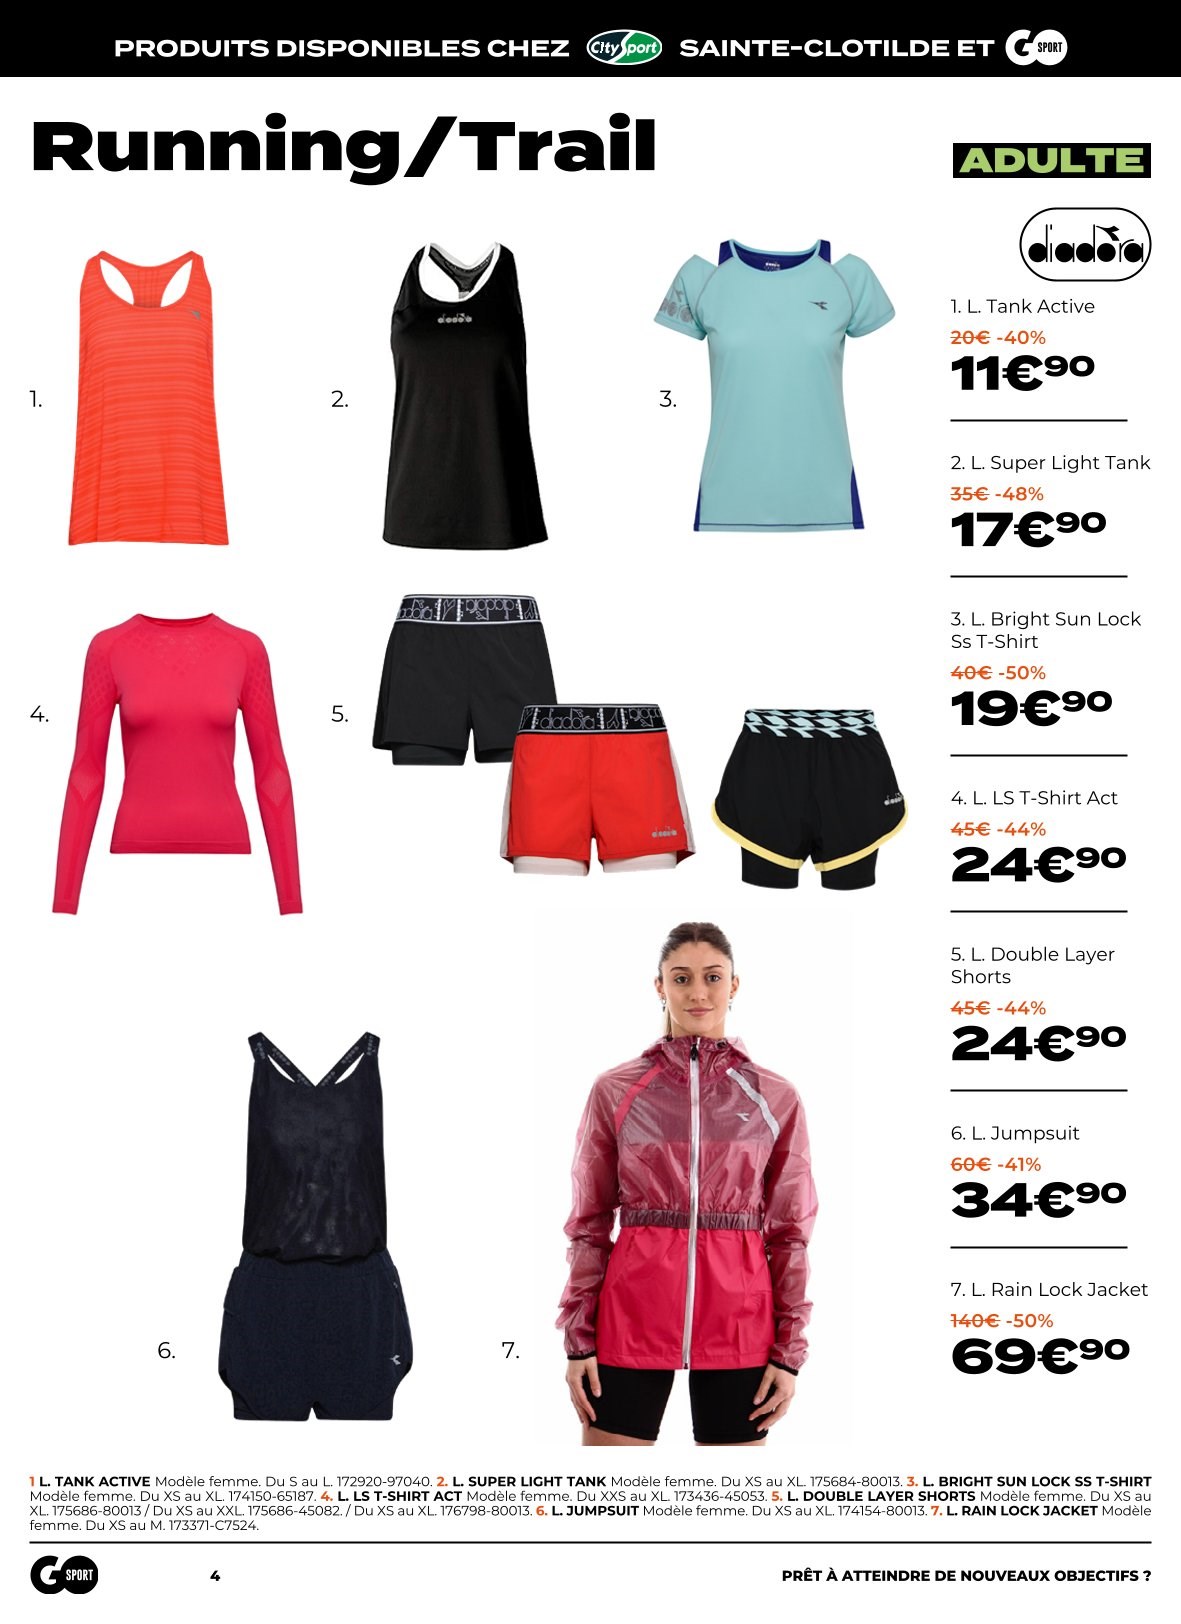 PRODUITS DISPONIBLES CHEZ CitySport SAINTE-CLOTILDE ET GO SPORT
Running/Trail
ADULTE
diadora
1. L. Tank Active
20€ -40%
11€90
2. L. Super Light Tank
35€ -48%
17€90
3. L. Bright Sun Lock
Ss T-Shirt
40€ -50%
19€90
4. L. LS T-Shirt Act
45€ -44%
24€90
5. L. Double Layer
Shorts
45€ -44%
24€90
6. L. Jumpsuit
60€ -41%
34€90
7. L. Rain Lock Jacket
140€ -50%
69€90
1.
2.
diadora
3.
4.
5.
diadora
diadora
diadora
diadora
6.
7.
1 L. TANK ACTIVE Modèle femme. Du S au L. 172920-97040. 2. L. SUPER LIGHT TANK Modèle femme. Du XS au XL. 175684-80013. 3. L. BRIGHT SUN LOCK SS T-SHIRT
Modèle femme. Du XS au XL. 174150-65187. 4. L. LS T-SHIRT ACT Modèle femme. Du XXS au XL. 173436-45053. 5. L. DOUBLE LAYER SHORTS Modèle femme. Du XS au
XL. 175686-80013 / Du XS au XXL. 175686-45082. / Du XS au XL. 176798-80013. 6. L. JUMPSUIT Modèle femme. Du XS au XL. 174154-80013. 7. L. RAIN LOCK JACKET Modèle
femme. Du XS au M. 173371-C7524.
GO SPORT
4
PRÊT À ATTEINDRE DE NOUVEAUX OBJECTIFS ?